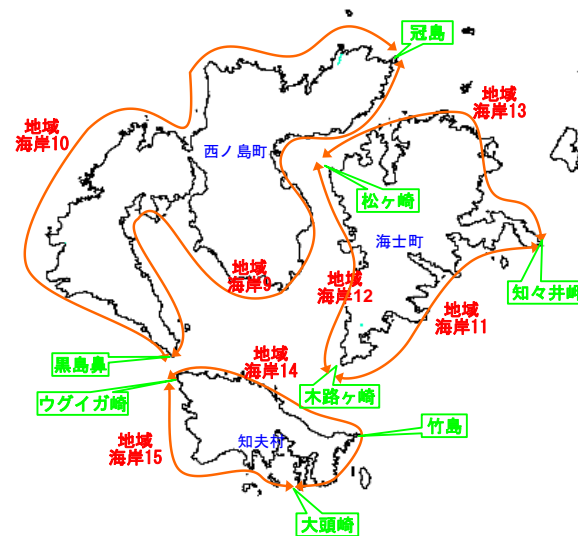 冠島
地域
海岸13
地域
海岸10
西ノ島町
松ヶ崎
海士町
知々井岬
地域
海岸9
地域
海岸12
地域
海岸11
黒島鼻
地域
海岸14
木路ヶ崎
ウグイガ崎
竹島
知夫村
地域
海岸15
大頭崎